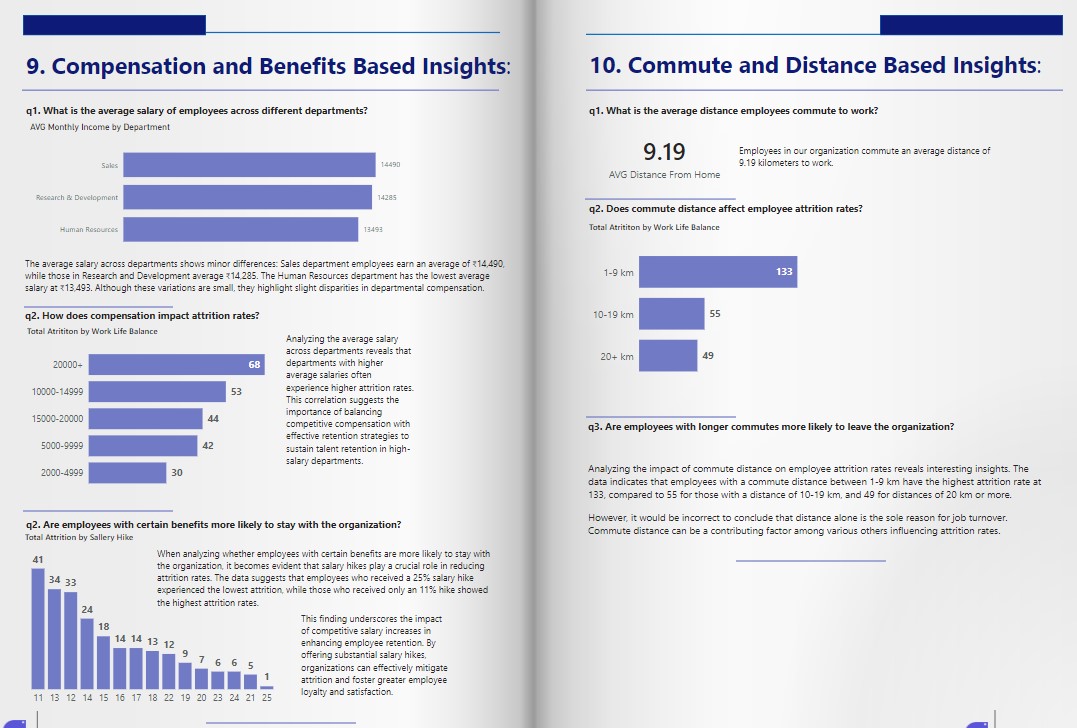 9. Compensation and Benefits Based Insights:
q1. What is the average salary of employees across different departments?
AVG Monthly Income by Department
Sales 14490
Research & Development 14285
Human Resources 13493
The average salary across departments shows minor differences: Sales department employees earn an average of ₹14,490,
while those in Research and Development average ₹14,285. The Human Resources department has the lowest average
salary at ₹13,493. Although these variations are small, they highlight slight disparities in departmental compensation.
q2. How does compensation impact attrition rates?
Total Atrititon by Work Life Balance
20000+ 68
10000-14999 53
15000-20000 44
5000-9999 42
2000-4999 30
Analyzing the average salary
across departments reveals that
departments with higher
average salaries often
experience higher attrition rates.
This correlation suggests the
importance of balancing
competitive compensation with
effective retention strategies to
sustain talent retention in high-
salary departments.
q2. Are employees with certain benefits more likely to stay with the organization?
Total Attrition by Sallery Hike
41 34 33 24 18 14 14 13 12 9 7 6 6 5 1
11 13 12 14 15 16 17 18 22 19 20 23 24 21 25
When analyzing whether employees with certain benefits are more likely to stay with
the organization, it becomes evident that salary hikes play a crucial role in reducing
attrition rates. The data suggests that employees who received a 25% salary hike
experienced the lowest attrition, while those who received only an 11% hike showed
the highest attrition rates.
This finding underscores the impact
of competitive salary increases in
enhancing employee retention. By
offering substantial salary hikes,
organizations can effectively mitigate
attrition and foster greater employee
loyalty and satisfaction.
10. Commute and Distance Based Insights:
q1. What is the average distance employees commute to work?
9.19
AVG Distance From Home
Employees in our organization commute an average distance of
9.19 kilometers to work.
q2. Does commute distance affect employee attrition rates?
Total Atrititon by Work Life Balance
1-9 km 133
10-19 km 55
20+ km 49
q3. Are employees with longer commutes more likely to leave the organization?
Analyzing the impact of commute distance on employee attrition rates reveals interesting insights. The
data indicates that employees with a commute distance between 1-9 km have the highest attrition rate at
133, compared to 55 for those with a distance of 10-19 km, and 49 for distances of 20 km or more.
However, it would be incorrect to conclude that distance alone is the sole reason for job turnover.
Commute distance can be a contributing factor among various others influencing attrition rates.